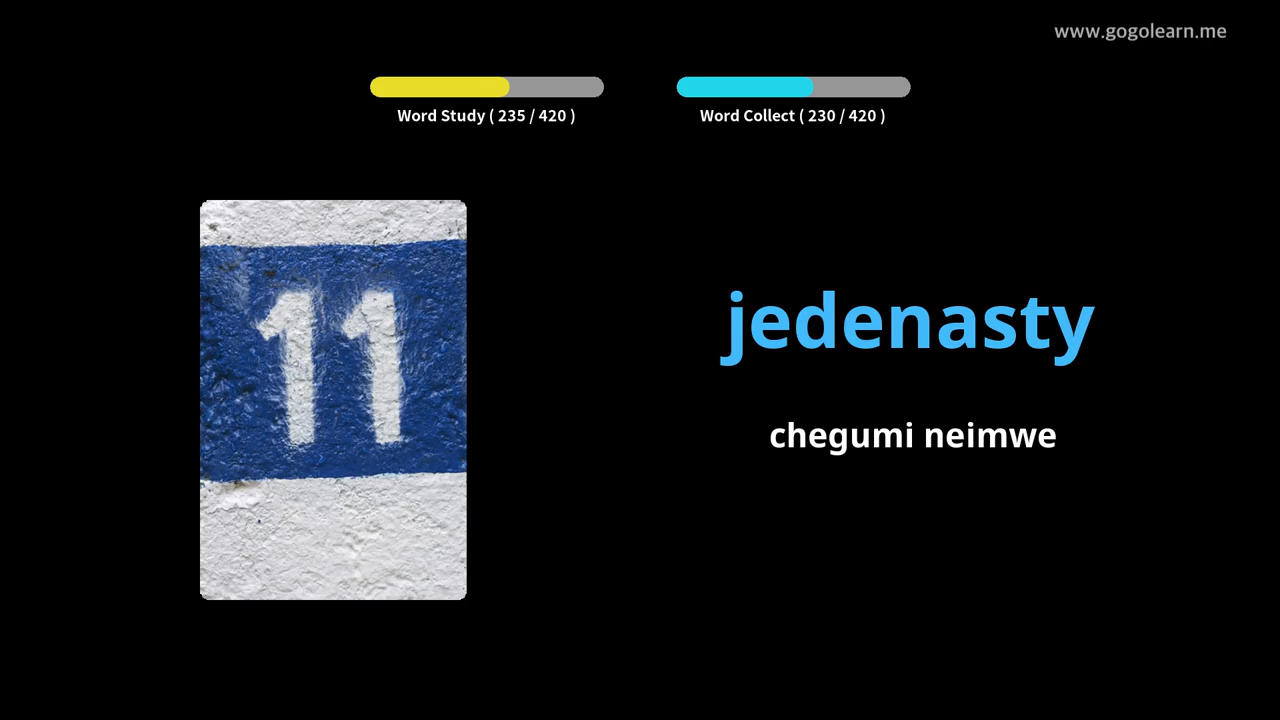 www.gogolearn.me
Word Study ( 235 / 420 )
Word Collect ( 230 / 420 )
11
jedenasty
chegumi neimwe